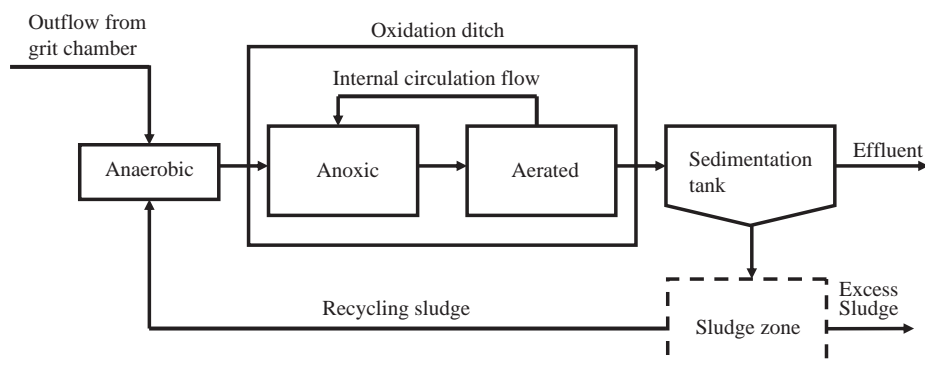 Outflow from
grit chamber
Oxidation ditch
Internal circulation flow
Anaerobic
Anoxic
Aerated
Sedimentation
tank
Effluent
Recycling sludge
Sludge zone
Excess
Sludge